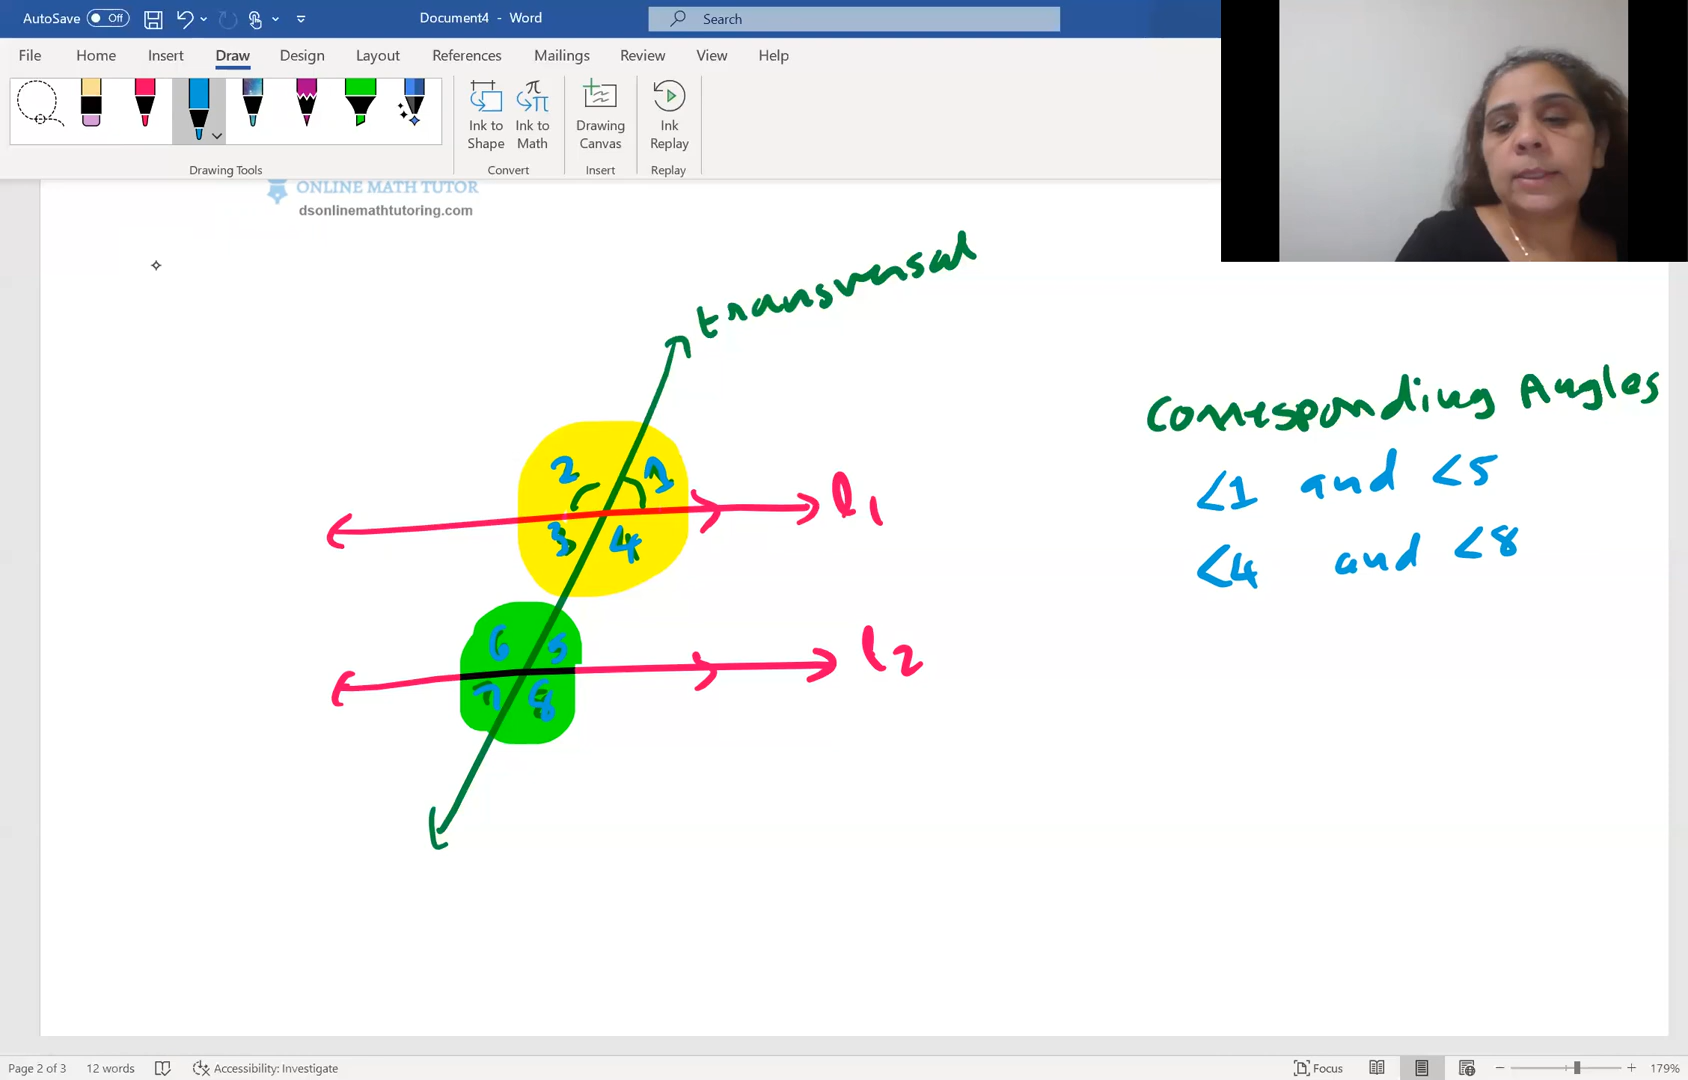 AutoSave Off Document4 - Word Search
File Home Insert Draw Design Layout References Mailings Review View Help
Ink to Shape
Ink to Math
Drawing Canvas
Ink Replay
Drawing Tools Convert Insert Replay
ONLINE MATH TUTOR
dsonlinemathtutoring.com
transversal
Corresponding Angles
<1 and <5
<4 and <8
2 1
l1
3 4
6 5
l2
7 8
Page 2 of 3 12 words Accessibility: Investigate Focus 179%